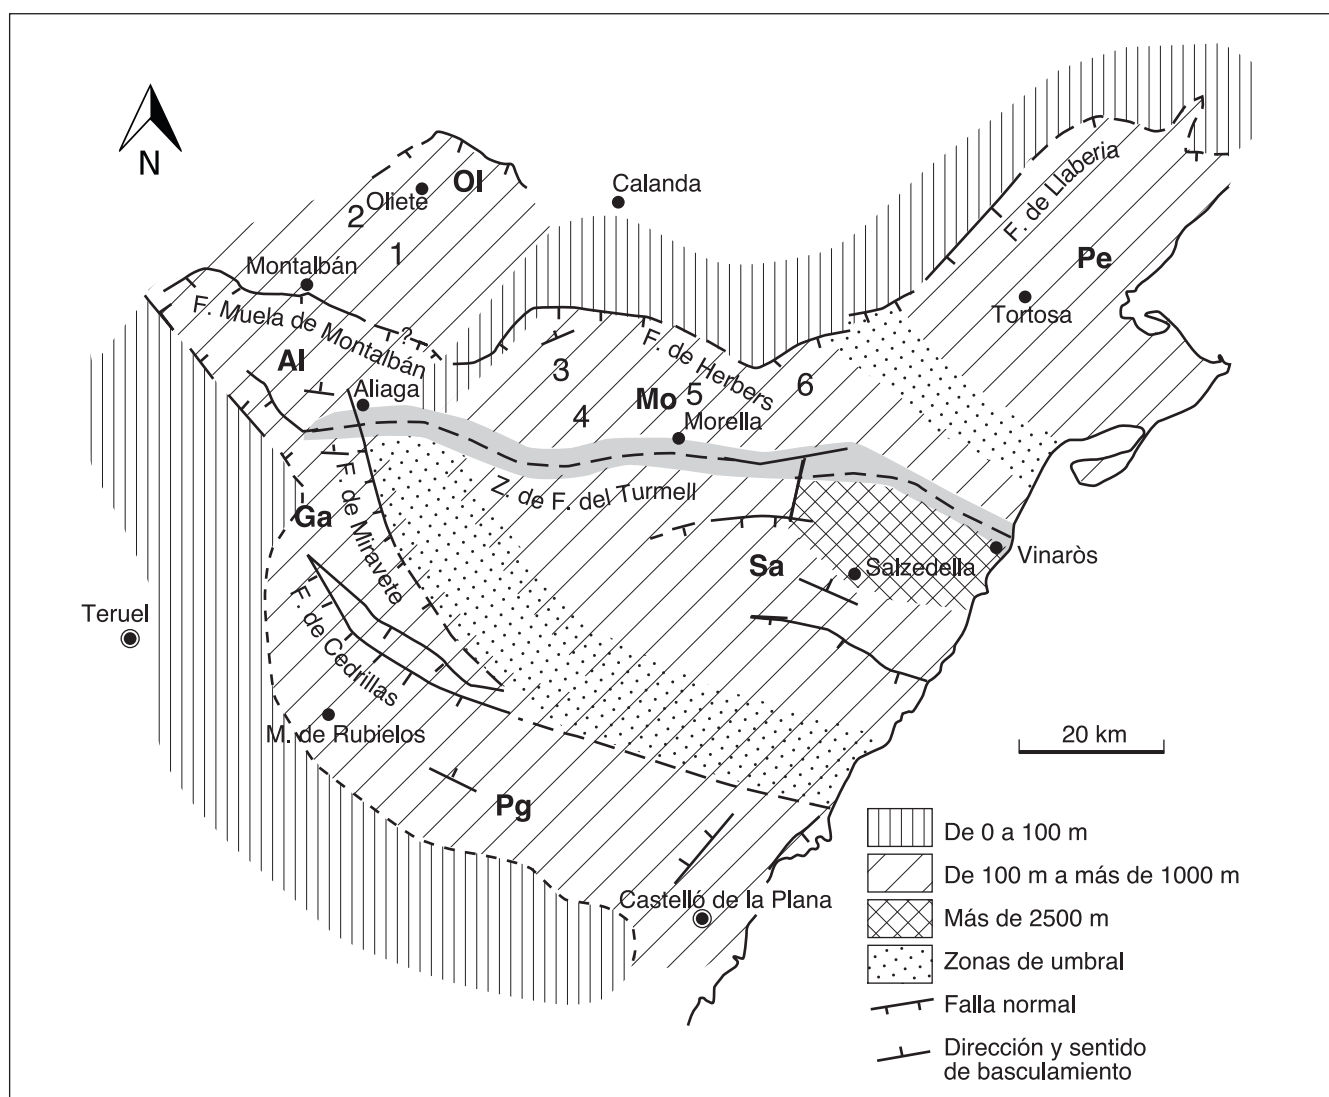 N
Calanda
Ol
Oliete
2
1
Montalbán
F. Muela de Montalbán
?
Al
Aliaga
F. de Llaberia
Pe
Tortosa
F. de Herbers
3
4
Mo
5
6
Morella
Z. de F. del Turmell
Ga
F. de Miravete
Sa
Salzedella
Vinaròs
Teruel
F. de Cedrillas
M. de Rubielos
Pg
Castelló de la Plana
20 km
De 0 a 100 m
De 100 m a más de 1000 m
Más de 2500 m
Zonas de umbral
Falla normal
Dirección y sentido
de basculamiento